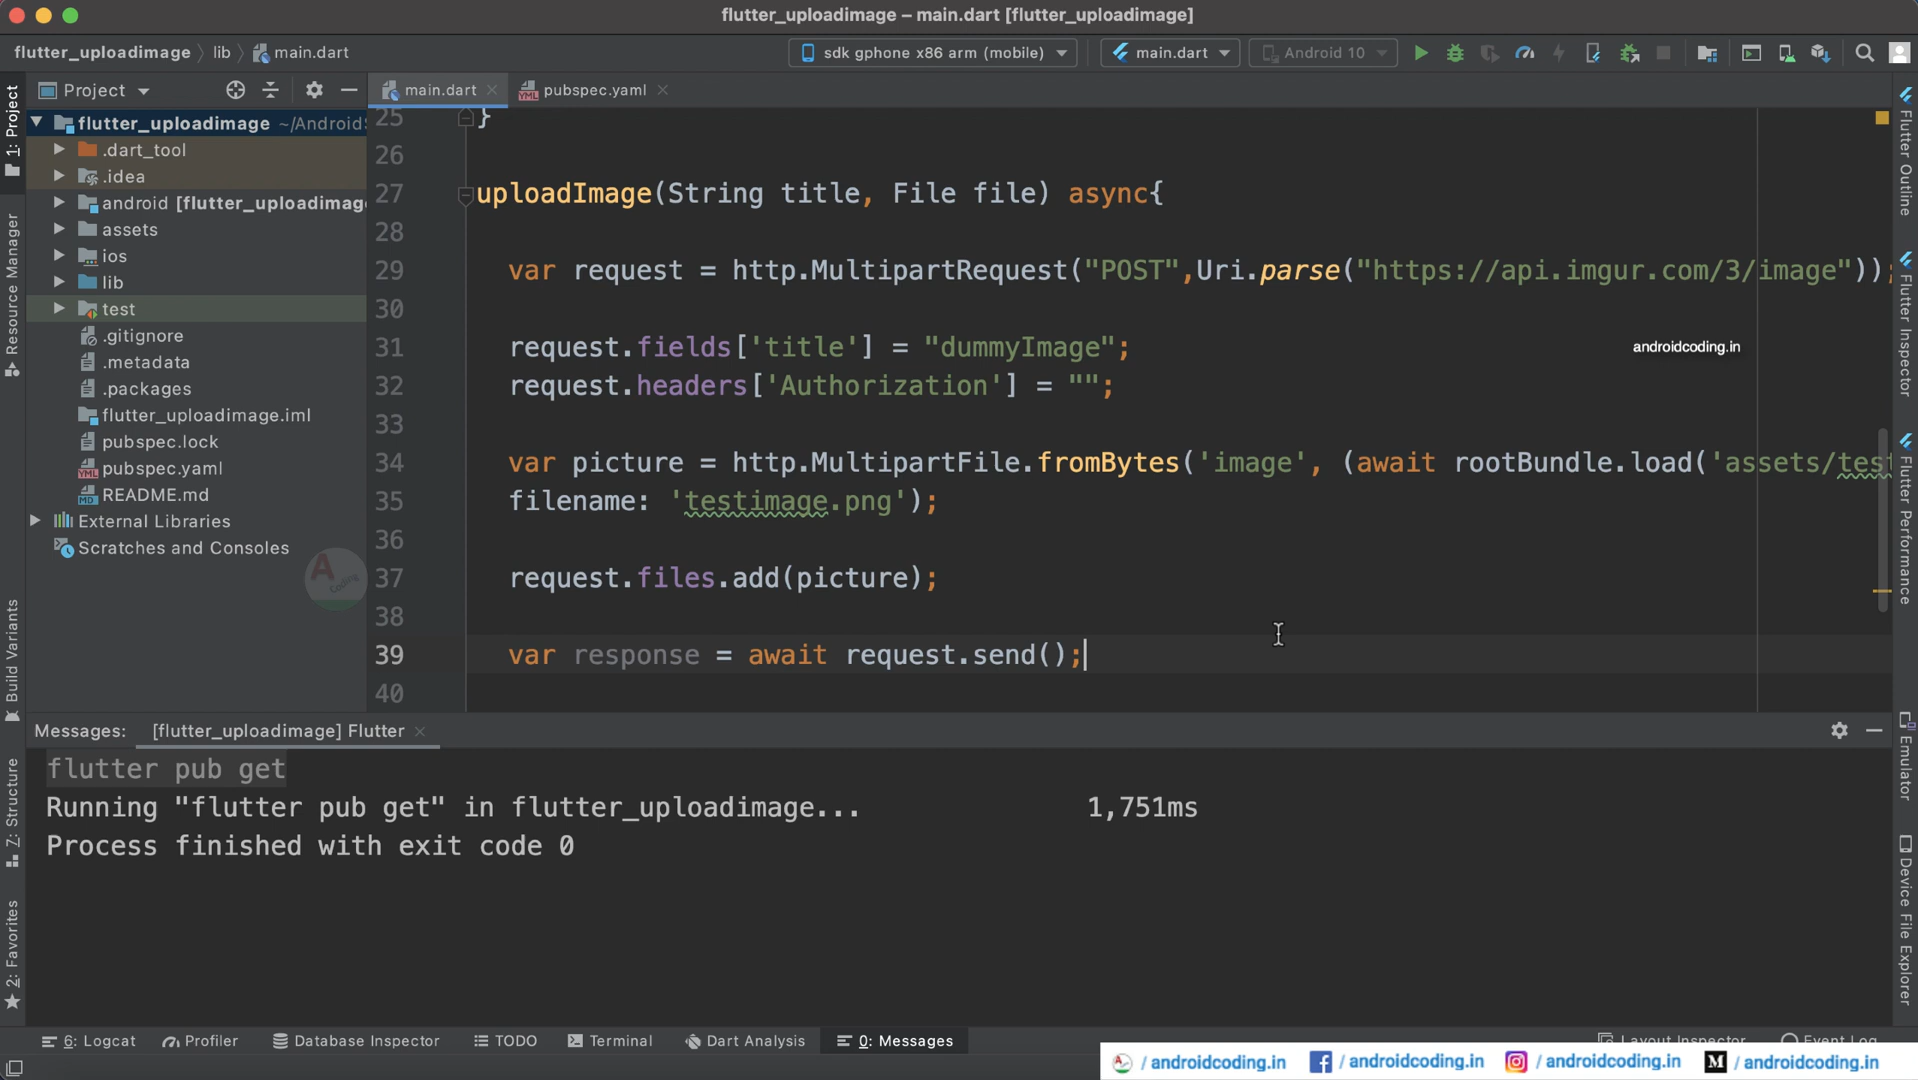 flutter_uploadimage – main.dart [flutter_uploadimage]
flutter_uploadimage lib main.dart
sdk gphone x86 arm (mobile) main.dart Android 10
Project
main.dart pubspec.yaml
flutter_uploadimage ~/AndroidS
.dart_tool
.idea
android [flutter_uploadimage
assets
ios
lib
test
.gitignore
.metadata
.packages
flutter_uploadimage.iml
pubspec.lock
pubspec.yaml
README.md
External Libraries
Scratches and Consoles
A
Coding
25 }
26
27 uploadImage(String title, File file) async{
28
29 var request = http.MultipartRequest("POST",Uri.parse("https://api.imgur.com/3/image"));
30
31 request.fields['title'] = "dummyImage";
32 request.headers['Authorization'] = "";
33
34 var picture = http.MultipartFile.fromBytes('image', (await rootBundle.load('assets/test
35 filename: 'testimage.png');
36
37 request.files.add(picture);
38
39 var response = await request.send();
40
androidcoding.in
1: Project
Resource Manager
Build Variants
Z: Structure
2: Favorites
Flutter Outline
Flutter Inspector
Flutter Performance
Emulator
Device File Explorer
Messages: [flutter_uploadimage] Flutter
flutter pub get
Running "flutter pub get" in flutter_uploadimage... 1,751ms
Process finished with exit code 0
6: Logcat Profiler Database Inspector TODO Terminal Dart Analysis 0: Messages Layout Inspector Event Log
/ androidcoding.in / androidcoding.in / androidcoding.in M / androidcoding.in